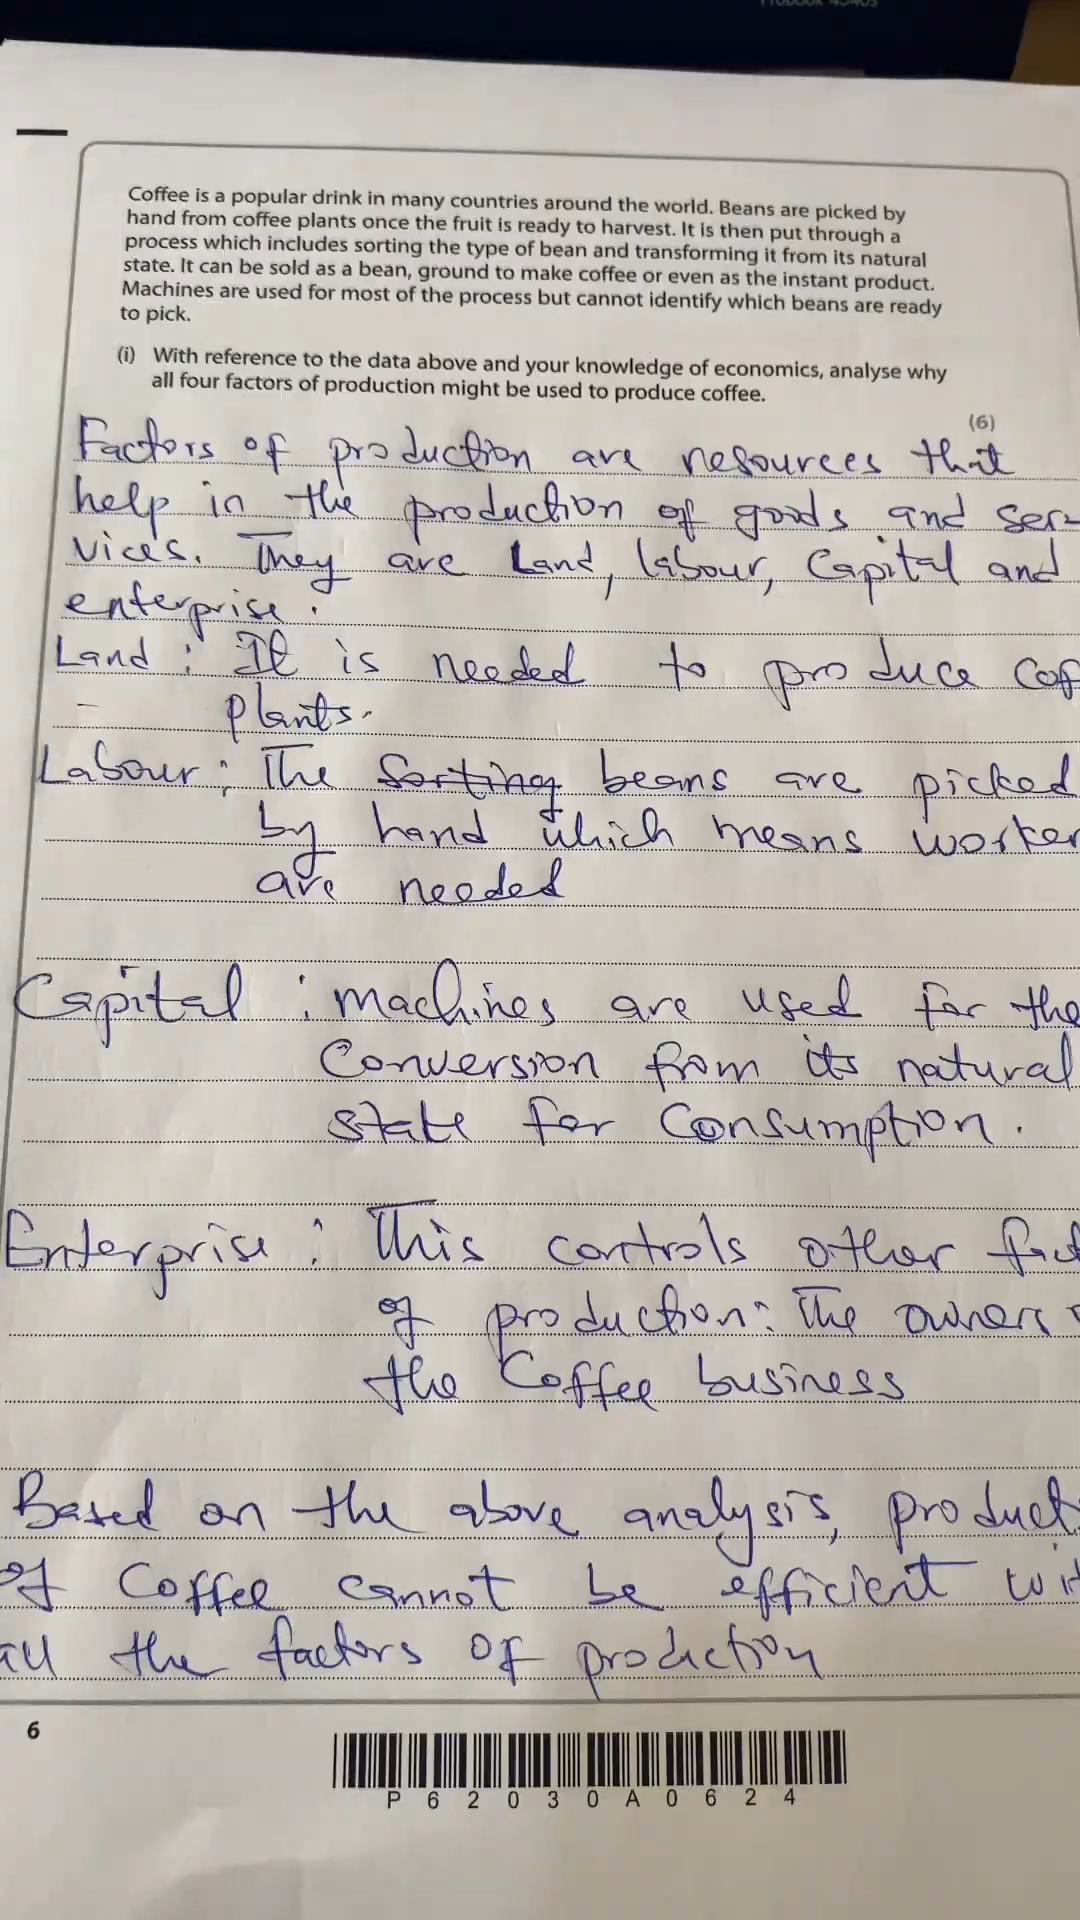 Coffee is a popular drink in many countries around the world. Beans are picked by
hand from coffee plants once the fruit is ready to harvest. It is then put through a
process which includes sorting the type of bean and transforming it from its natural
state. It can be sold as a bean, ground to make coffee or even as the instant product.
Machines are used for most of the process but cannot identify which beans are ready
to pick.
(i) With reference to the data above and your knowledge of economics, analyse why
all four factors of production might be used to produce coffee.
(6)
Factors of production are resources that
help in the production of goods and ser-
vices. They are Land, labour, Capital and
enterprise.
Land : It is needed to produce cof
plants.
Labour : The sorting beans are picked
by hand which means worker
are needed
Capital : machines are used for the
Conversion from its natural
state for Consumption.
Enterprise : This controls other fact
of production: The owners
the Coffee business
Based on the above analysis, product
of Coffee cannot be efficient wit
all the factors of production
6
P 6 2 0 3 0 A 0 6 2 4